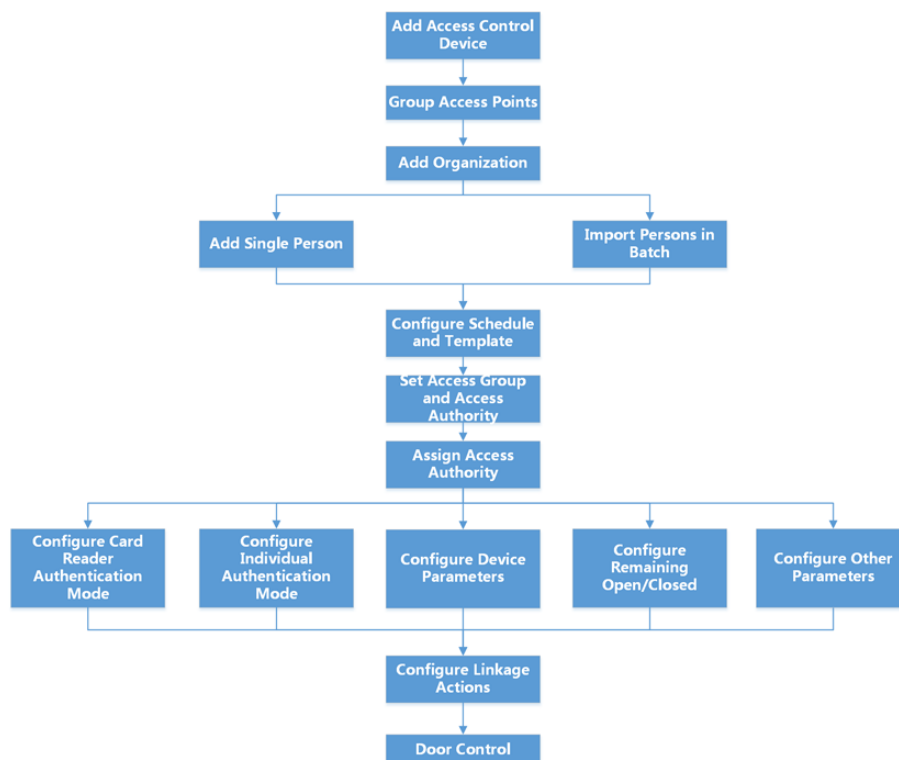 Add Access Control
Device
Group Access Points
Add Organization
Add Single Person
Import Persons in
Batch
Configure Schedule
and Template
Set Access Group
and Access
Authority
Assign Access
Authority
Configure Card
Reader
Authentication
Mode
Configure
Individual
Authentication
Mode
Configure Device
Parameters
Configure
Remaining
Open/Closed
Configure Other
Parameters
Configure Linkage
Actions
Door Control